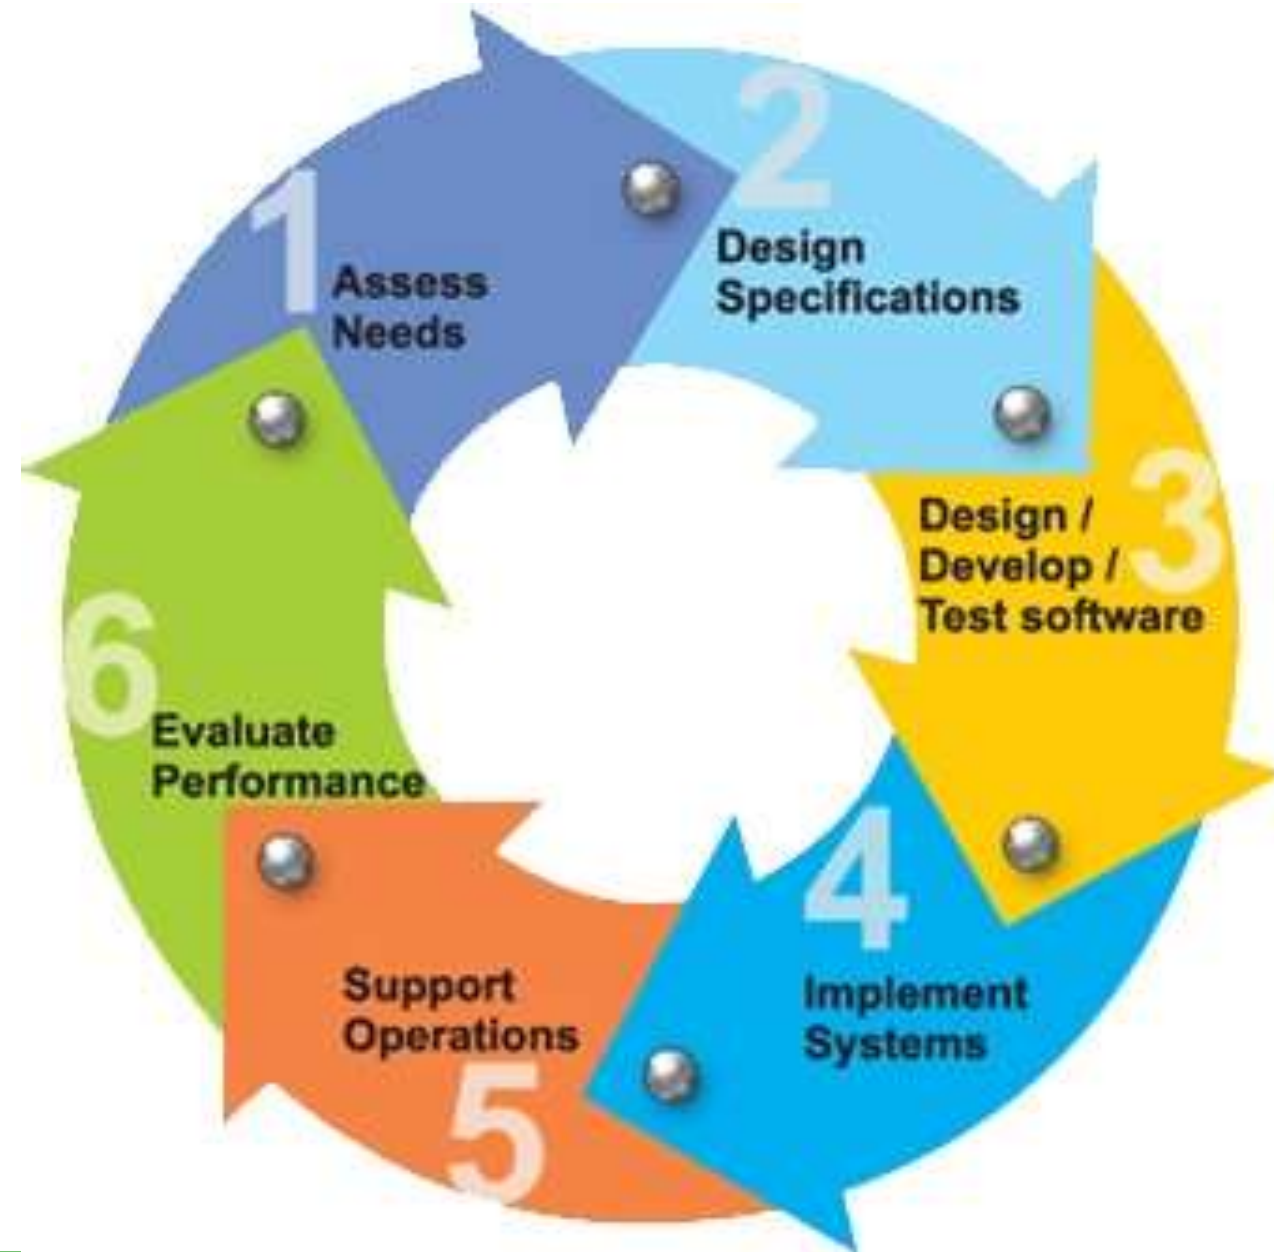 1
Assess
Needs
2
Design
Specifications
3
Design /
Develop /
Test software
4
Implement
Systems
5
Support
Operations
6
Evaluate
Performance